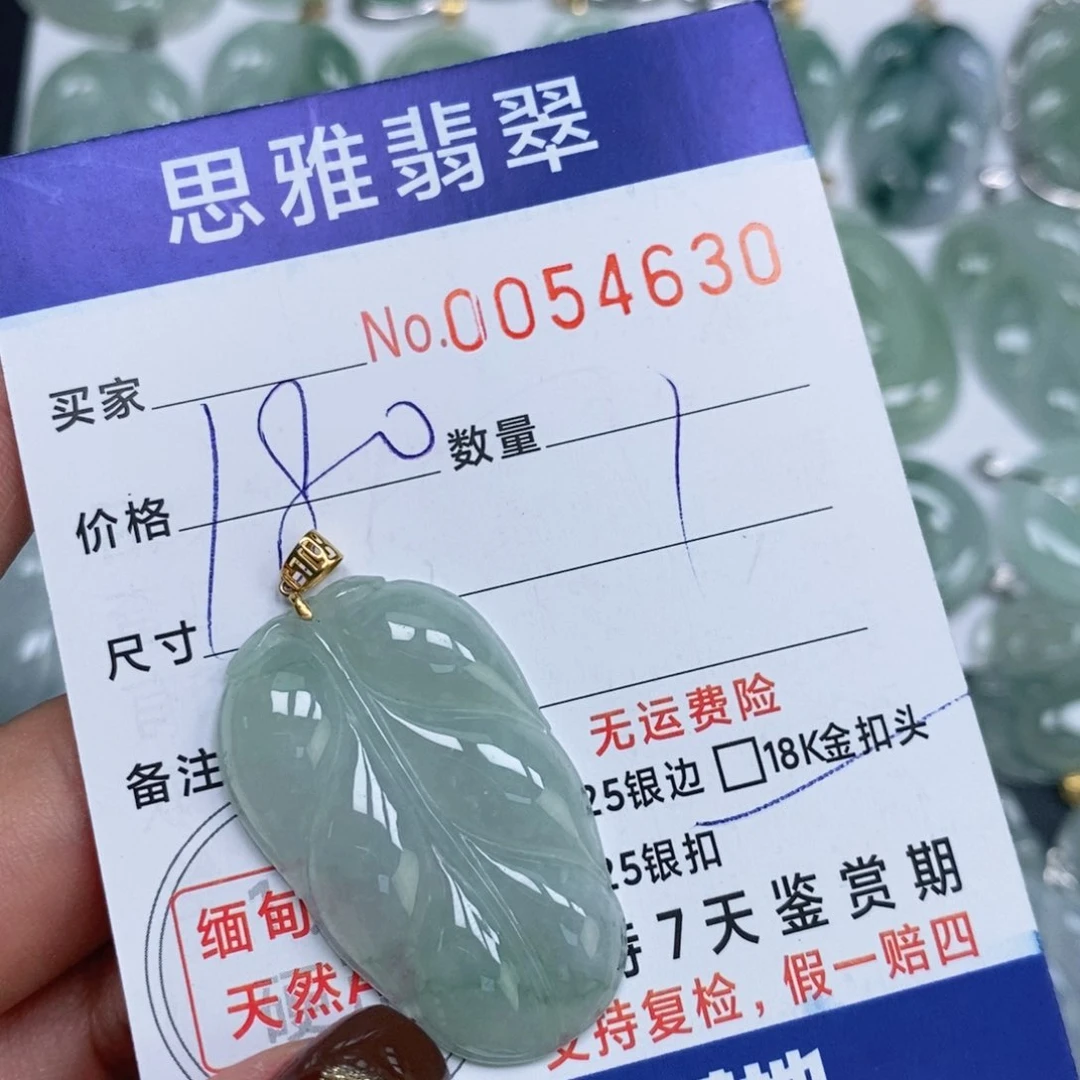 思雅翡翠
No.0054630
买家
价格 180 数量 1
尺寸
备注
无运费险
25银边 □18K金扣头
25银扣
缅甸
天然A
持7天鉴赏期
支持复检，假一赔四